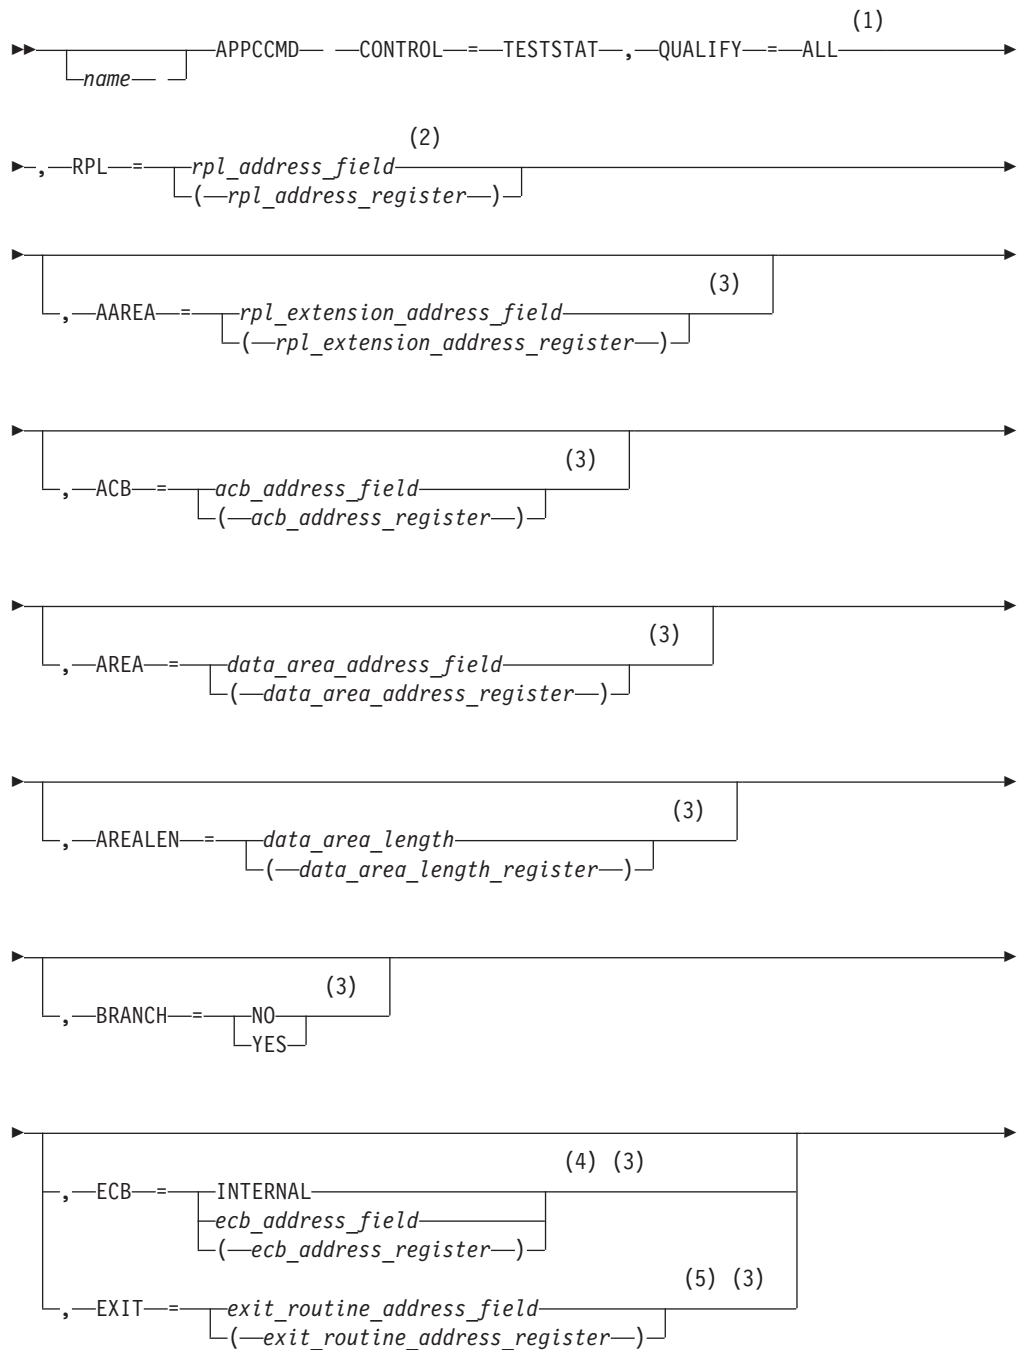 (1)
APPCCMD CONTROL = TESTSTAT , QUALIFY = ALL
name
(2)
, RPL = rpl_address_field
( rpl_address_register )
(3)
, AAREA = rpl_extension_address_field
( rpl_extension_address_register )
(3)
, ACB = acb_address_field
( acb_address_register )
(3)
, AREA = data_area_address_field
( data_area_address_register )
(3)
, AREALEN = data_area_length
( data_area_length_register )
(3)
, BRANCH = NO
YES
(4) (3)
, ECB = INTERNAL
ecb_address_field
( ecb_address_register )
(5) (3)
, EXIT = exit_routine_address_field
( exit_routine_address_register )